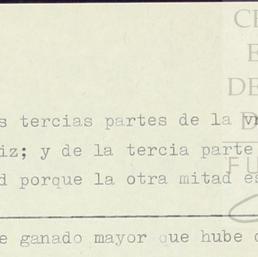 CE
E
DE
D
F U
s tercias partes de la v
iz; y de la tercia parte
d porque la otra mitad es
e ganado mayor que hube